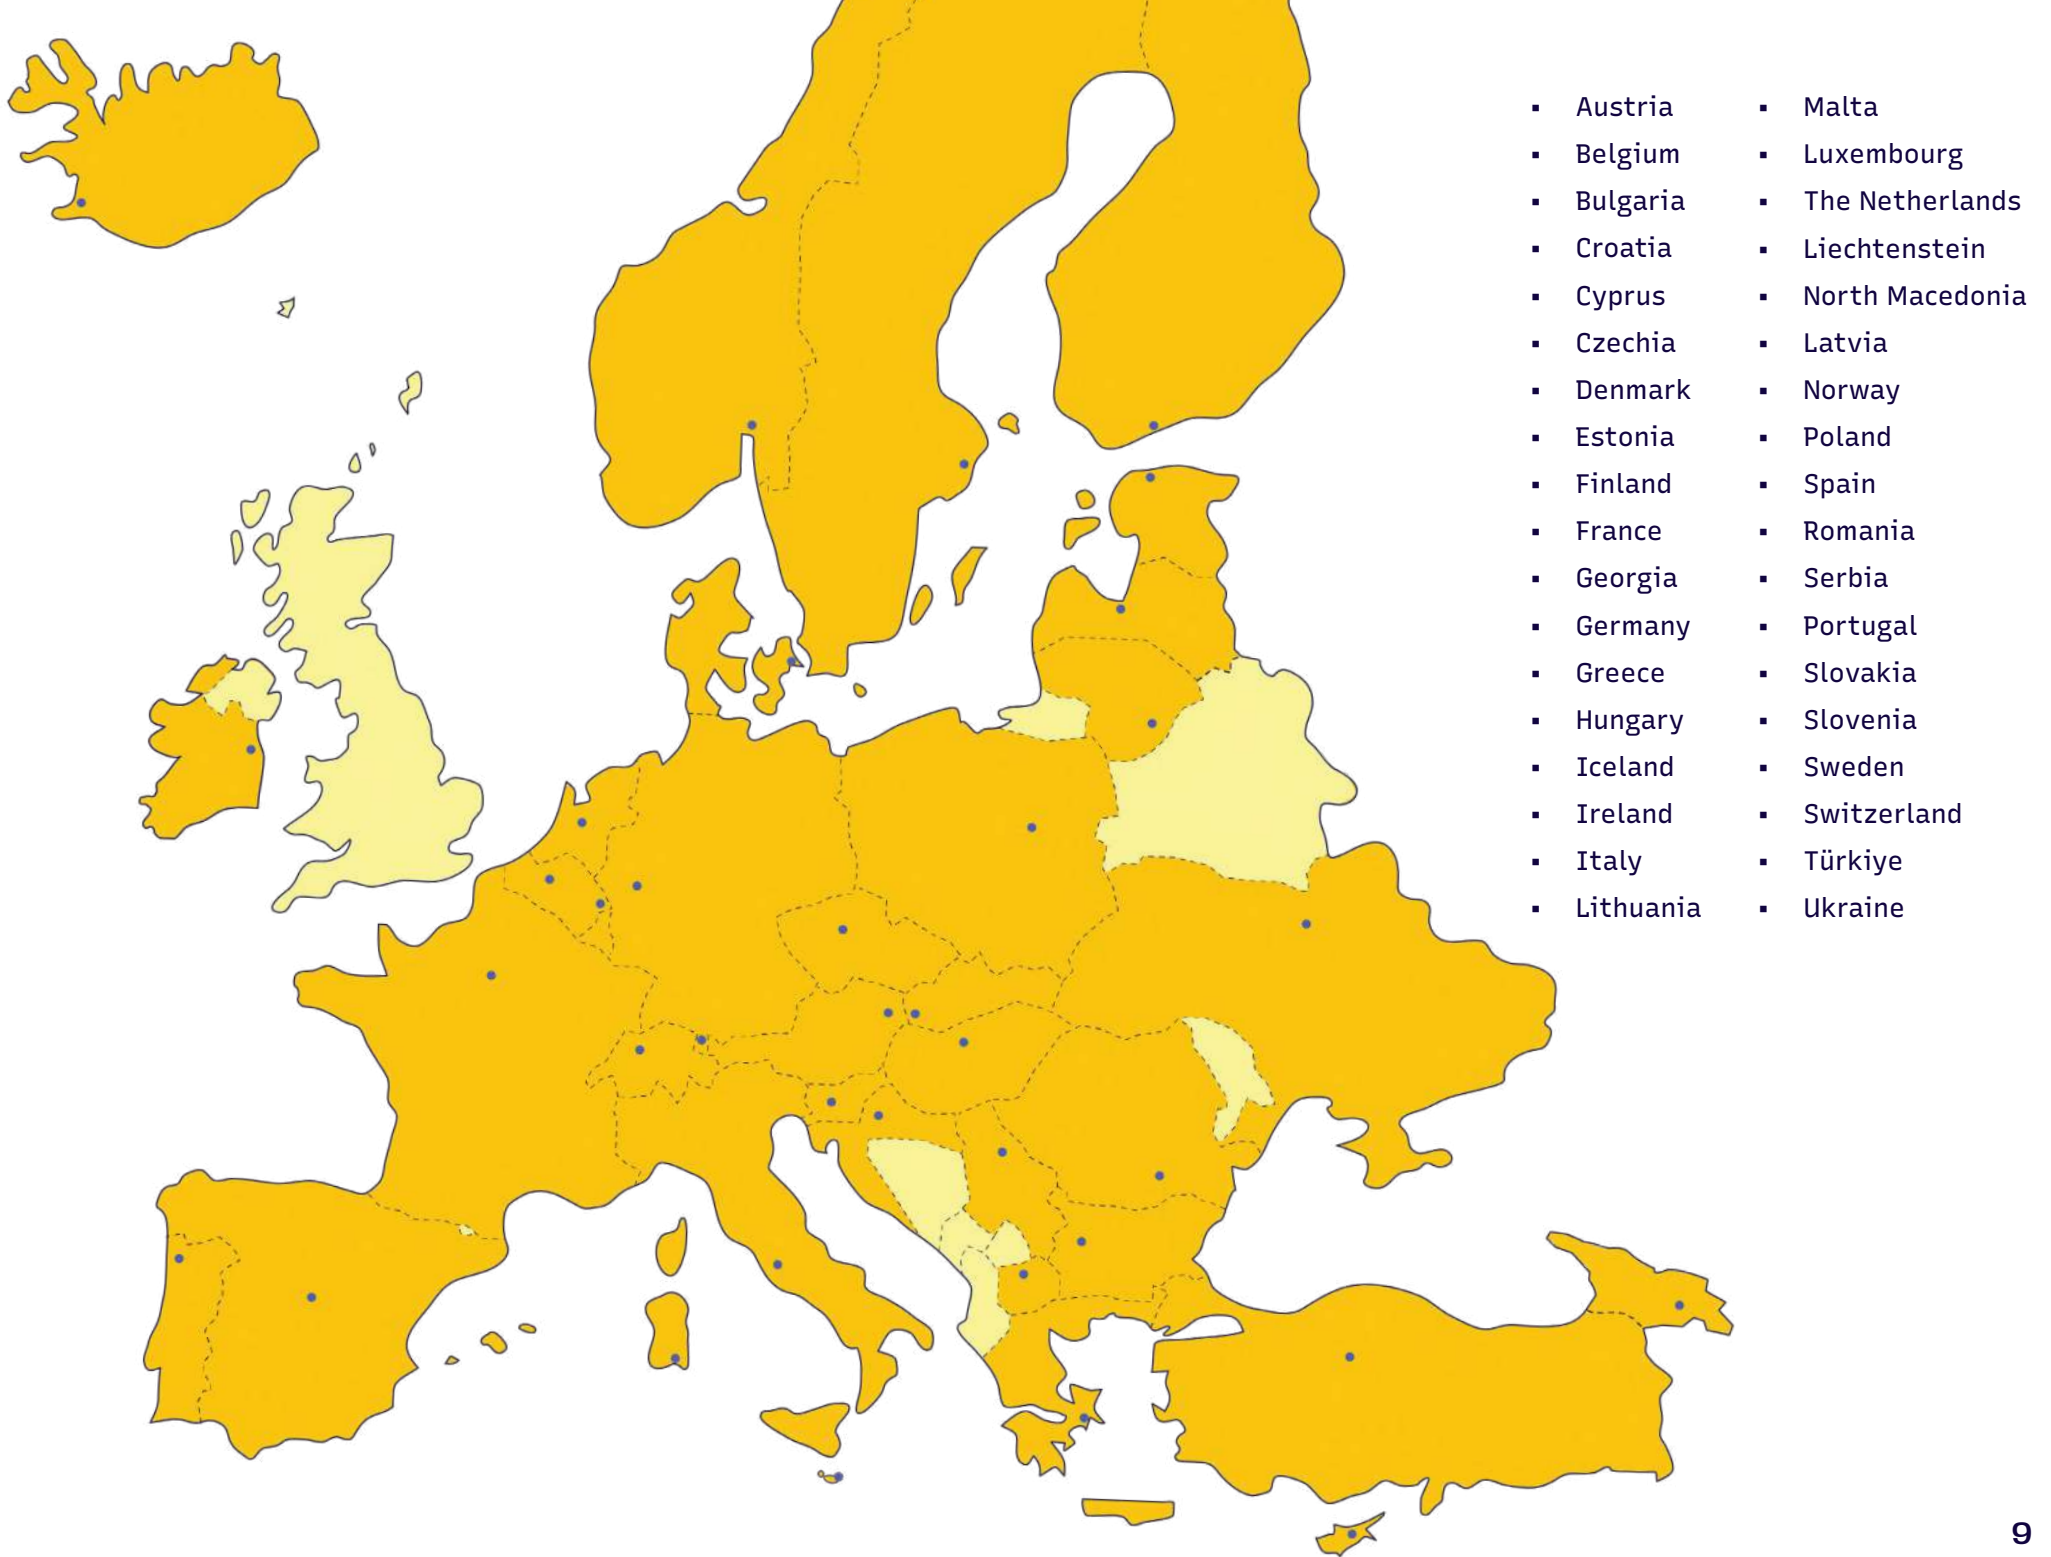 ▪ Austria
▪ Belgium
▪ Bulgaria
▪ Croatia
▪ Cyprus
▪ Czechia
▪ Denmark
▪ Estonia
▪ Finland
▪ France
▪ Georgia
▪ Germany
▪ Greece
▪ Hungary
▪ Iceland
▪ Ireland
▪ Italy
▪ Lithuania
▪ Malta
▪ Luxembourg
▪ The Netherlands
▪ Liechtenstein
▪ North Macedonia
▪ Latvia
▪ Norway
▪ Poland
▪ Spain
▪ Romania
▪ Serbia
▪ Portugal
▪ Slovakia
▪ Slovenia
▪ Sweden
▪ Switzerland
▪ Türkiye
▪ Ukraine
9